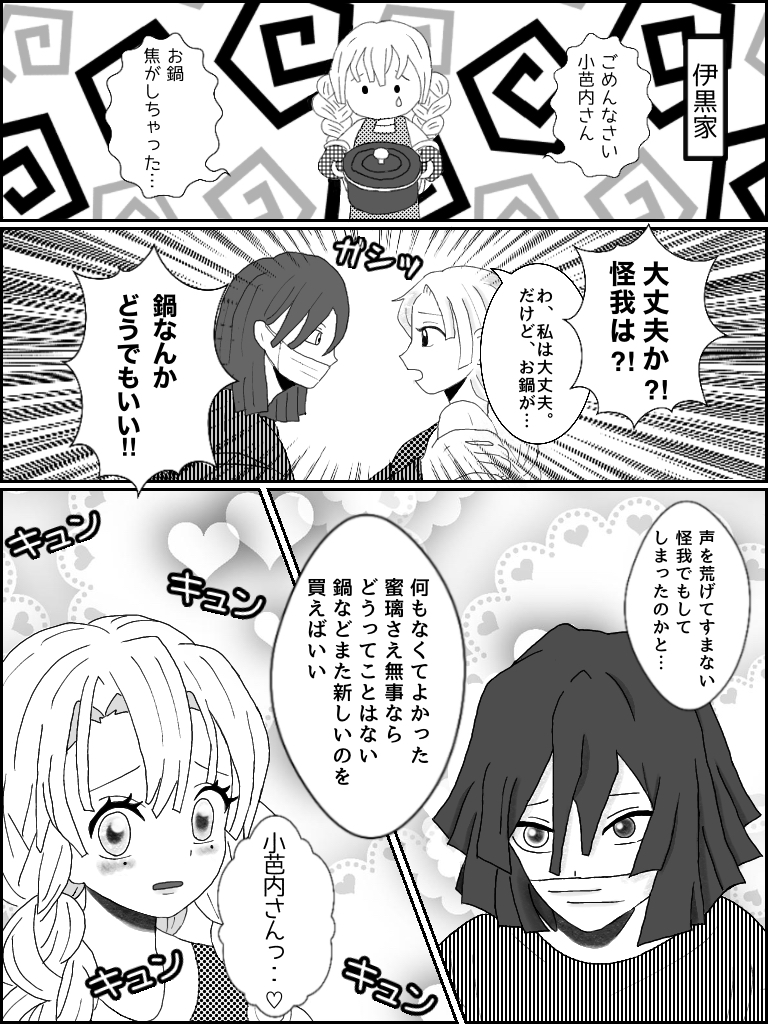 伊黒家
ごめんなさい
小芭内さん
お鍋
焦がしちゃった…
大丈夫か?!
怪我は?!
ガシッ
わ、私は大丈夫。
だけど、お鍋が…
鍋なんか
どうでもいい!!
声を荒げてすまない
怪我でもして
しまったのかと…
何もなくてよかった
蜜璃さえ無事なら
どうってことはない
鍋などまた新しいのを
買えばいい
キュン
キュン
小芭内さんっ‥♡
キュン
キュン